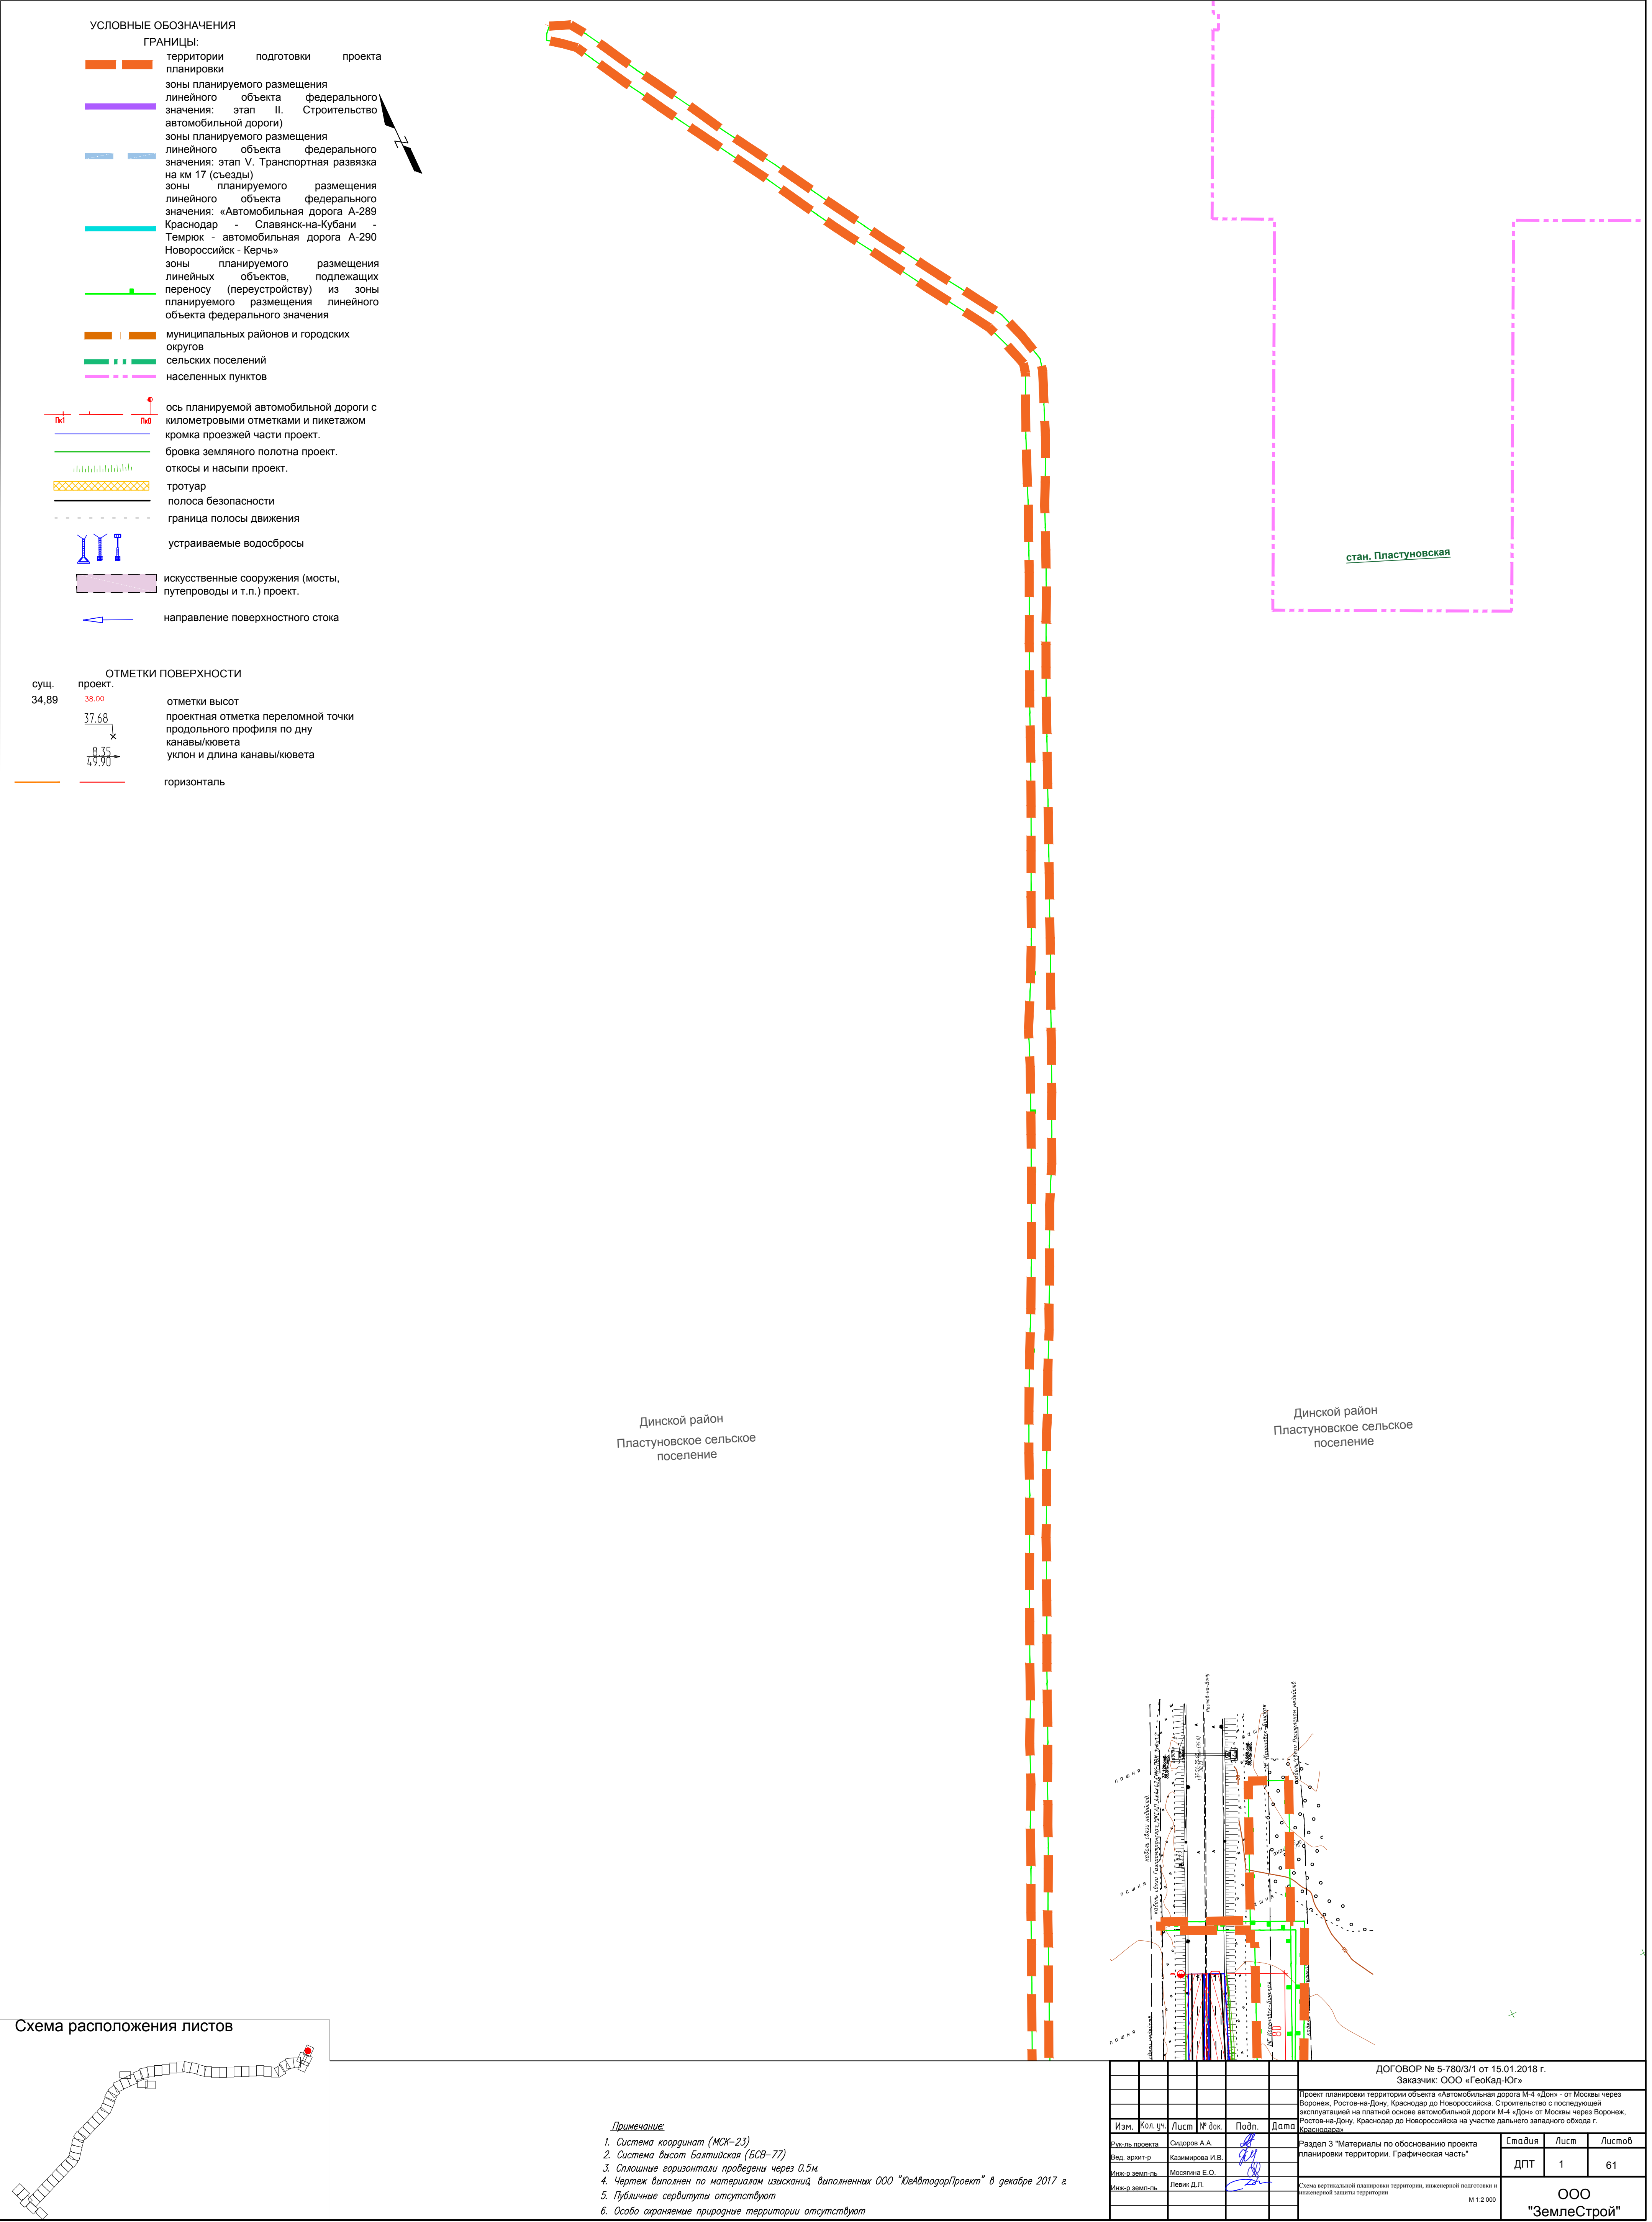 УСЛОВНЫЕ ОБОЗНАЧЕНИЯ
ГРАНИЦЫ:
территории подготовки проекта
планировки
зоны планируемого размещения
линейного объекта федерального
значения: этап II. Строительство
автомобильной дороги)
зоны планируемого размещения
линейного объекта федерального
значения: этап V. Транспортная развязка
на км 17 (съезды)
зоны планируемого размещения
линейного объекта федерального
значения: «Автомобильная дорога А-289
Краснодар - Славянск-на-Кубани -
Темрюк - автомобильная дорога А-290
Новороссийск - Керчь»
зоны планируемого размещения
линейных объектов, подлежащих
переносу (переустройству) из зоны
планируемого размещения линейного
объекта федерального значения
муниципальных районов и городских
округов
сельских поселений
населенных пунктов
Пк1 Пк0
ось планируемой автомобильной дороги с
километровыми отметками и пикетажом
кромка проезжей части проект.
бровка земляного полотна проект.
откосы и насыпи проект.
тротуар
полоса безопасности
граница полосы движения
устраиваемые водосбросы
искусственные сооружения (мосты,
путепроводы и т.п.) проект.
направление поверхностного стока
ОТМЕТКИ ПОВЕРХНОСТИ
сущ. проект.
34,89 38.00 отметки высот
37.68
проектная отметка переломной точки
продольного профиля по дну
канавы/кювета
8.35
49.90
уклон и длина канавы/кювета
горизонталь
стан. Пластуновская
Динской район
Пластуновское сельское
поселение
Динской район
Пластуновское сельское
поселение
Ростов-на-Дону
пашня
пашня
пашня
кабель связи недейств.
80
Схема расположения листов
Примечание:
1. Система координат (МСК-23)
2. Система высот Балтийская (БСВ-77)
3. Сплошные горизонтали проведены через 0.5м
4. Чертеж выполнен по материалам изысканий, выполненных ООО "ЮгАвтодорПроект" в декабре 2017 г.
5. Публичные сервитуты отсутствуют
6. Особо охраняемые природные территории отсутствуют
ДОГОВОР № 5-780/3/1 от 15.01.2018 г.
Заказчик: ООО «ГеоКад-Юг»
Проект планировки территории объекта «Автомобильная дорога М-4 «Дон» - от Москвы через
Воронеж, Ростов-на-Дону, Краснодар до Новороссийска. Строительство с последующей
эксплуатацией на платной основе автомобильной дороги М-4 «Дон» от Москвы через Воронеж,
Ростов-на-Дону, Краснодар до Новороссийска на участке дальнего западного обхода г.
Краснодара»
Изм. Кол. уч. Лист № док. Подп. Дата
Рук-ль проекта Сидоров А.А.
Вед. архит-р Казимирова И.В.
Инж-р земл-ль Мосягина Е.О.
Инж-р земл-ль Левик Д.Л.
Раздел 3 "Материалы по обоснованию проекта
планировки территории. Графическая часть"
Стадия Лист Листов
ДПТ 1 61
Схема вертикальной планировки территории, инженерной подготовки и
инженерной защиты территории
М 1:2 000
ООО
"ЗемлеСтрой"